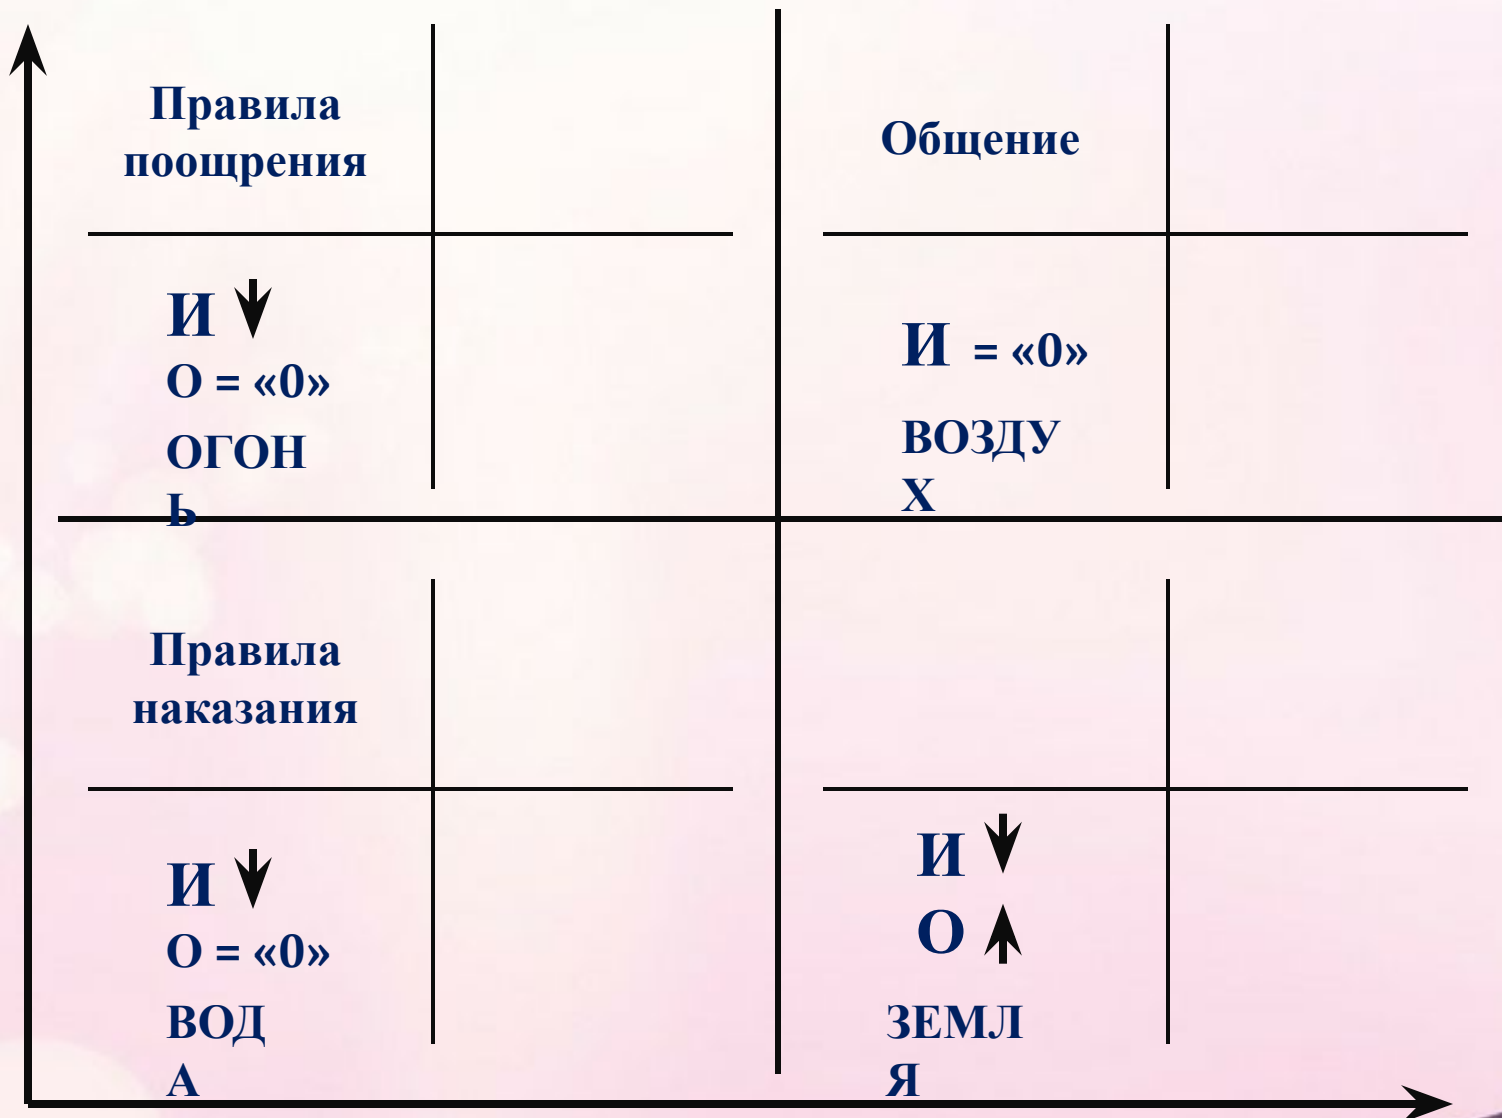 Правила
поощрения
И
О = «0»
ОГОН
Ь
Общение
И = «0»
ВОЗДУ
Х
Правила
наказания
И
О = «0»
ВОД
А
И
О
ЗЕМЛ
Я